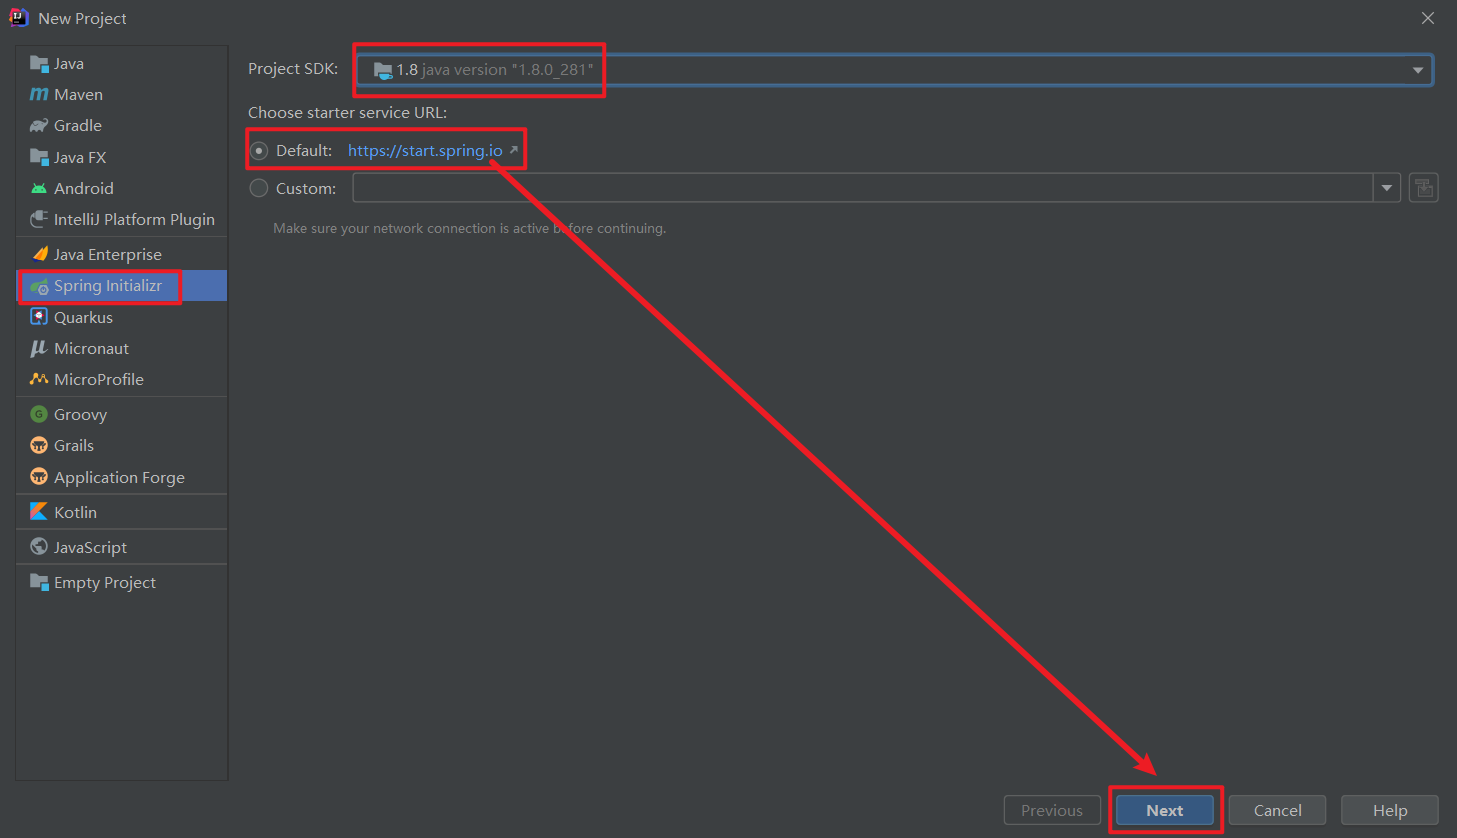 New Project
Java
Maven
Gradle
Java FX
Android
IntelliJ Platform Plugin
Java Enterprise
Spring Initializr
Quarkus
Micronaut
MicroProfile
Groovy
Grails
Application Forge
Kotlin
JavaScript
Empty Project
Project SDK: 1.8 java version "1.8.0_281"
Choose starter service URL:
Default: https://start.spring.io
Custom:
Make sure your network connection is active before continuing.
Previous Next Cancel Help